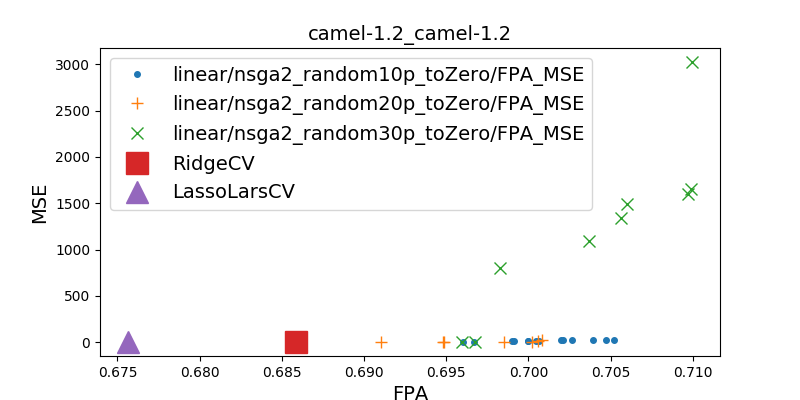 camel-1.2_camel-1.2
linear/nsga2_random10p_toZero/FPA_MSE
linear/nsga2_random20p_toZero/FPA_MSE
linear/nsga2_random30p_toZero/FPA_MSE
RidgeCV
LassoLarsCV
MSE
3000
2500
2000
1500
1000
500
0
0.675 0.680 0.685 0.690 0.695 0.700 0.705 0.710
FPA